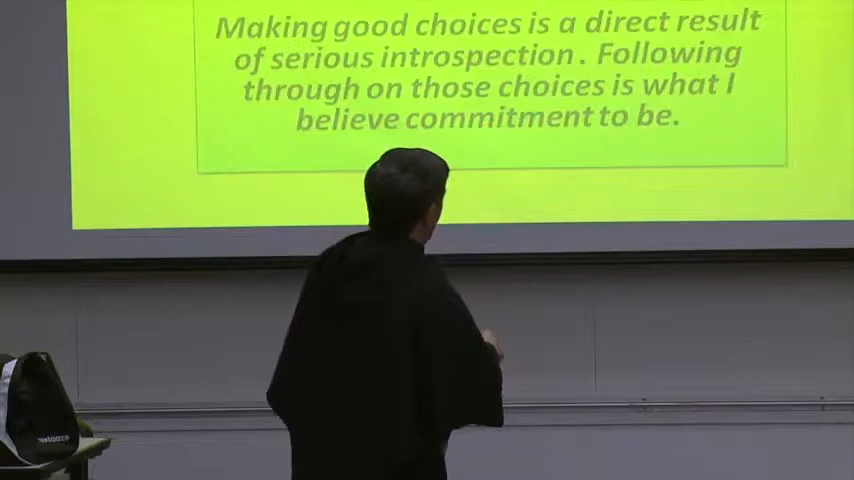 Making good choices is a direct result
of serious introspection . Following
through on those choices is what I
believe commitment to be.
newbalance